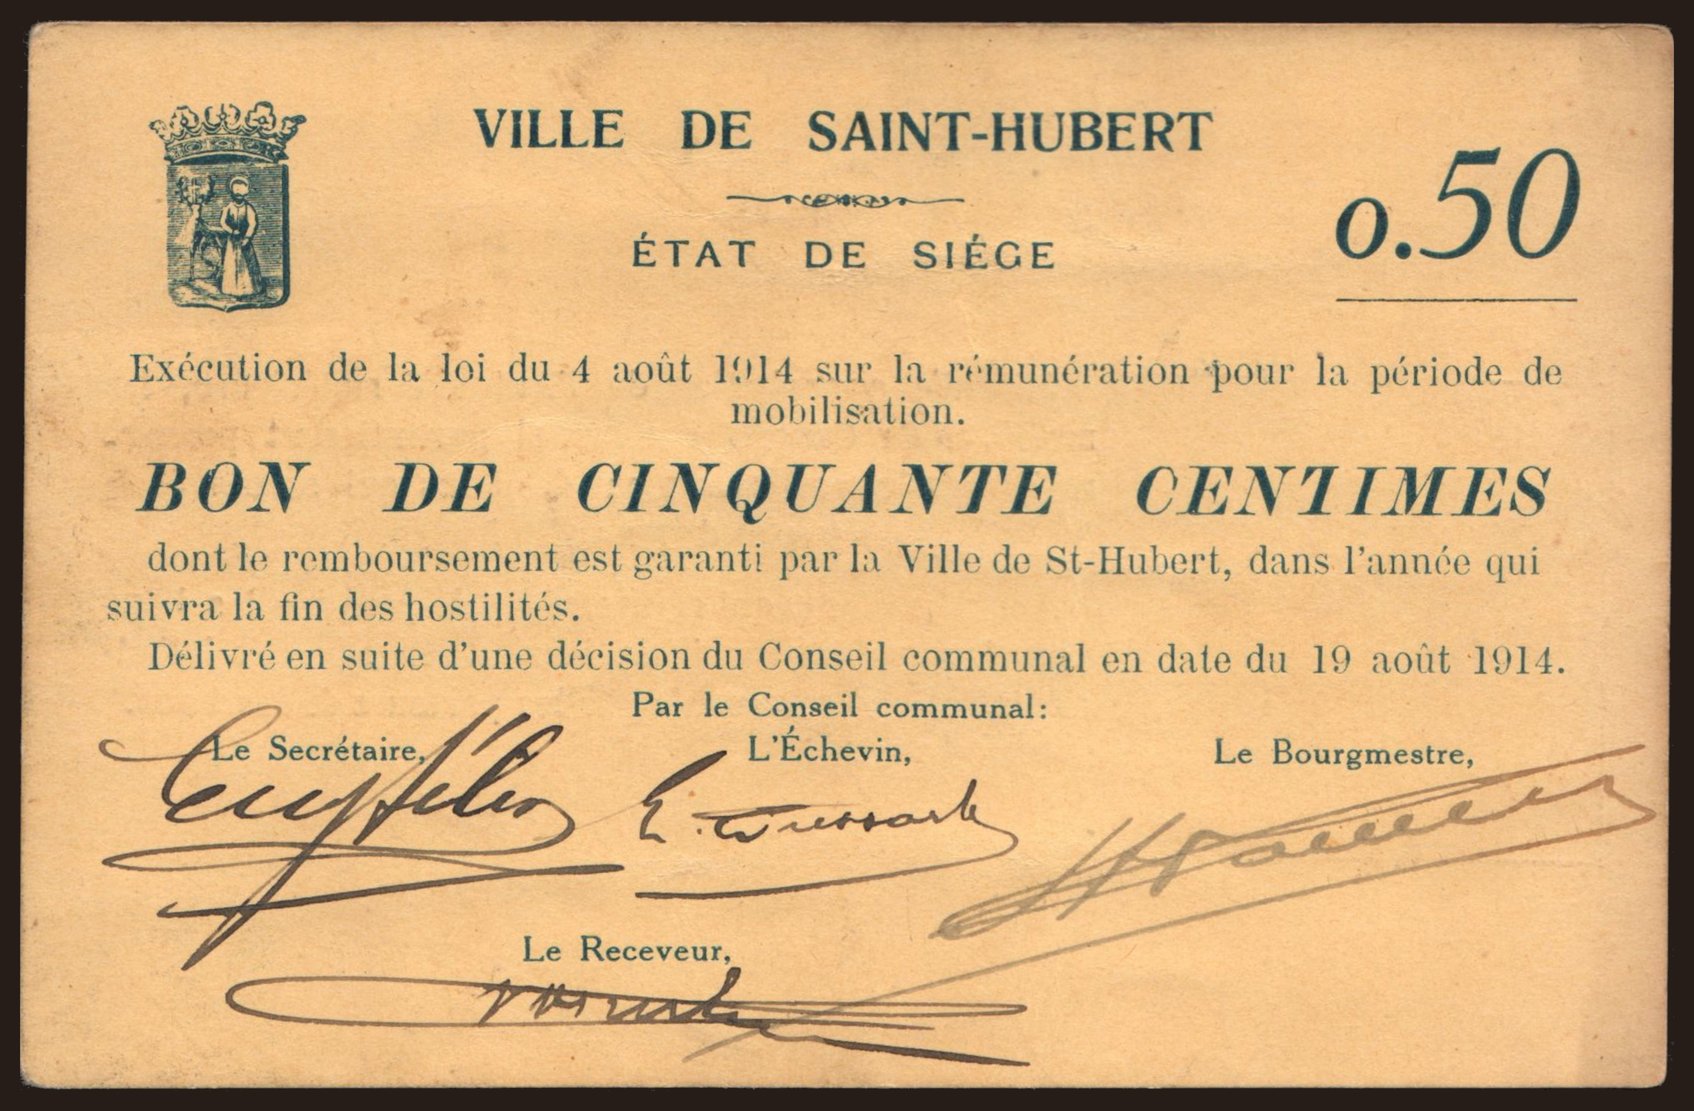 VILLE DE SAINT-HUBERT
ÉTAT DE SIÉGE
0.50
Exécution de la loi du 4 août 1914 sur la rémunération pour la période de
mobilisation.
BON DE CINQUANTE CENTIMES
dont le remboursement est garanti par la Ville de St-Hubert, dans l'année qui
suivra la fin des hostilités.
Délivré en suite d'une décision du Conseil communal en date du 19 août 1914.
Par le Conseil communal:
Le Secrétaire, L'Échevin, Le Bourgmestre,
Le Receveur,